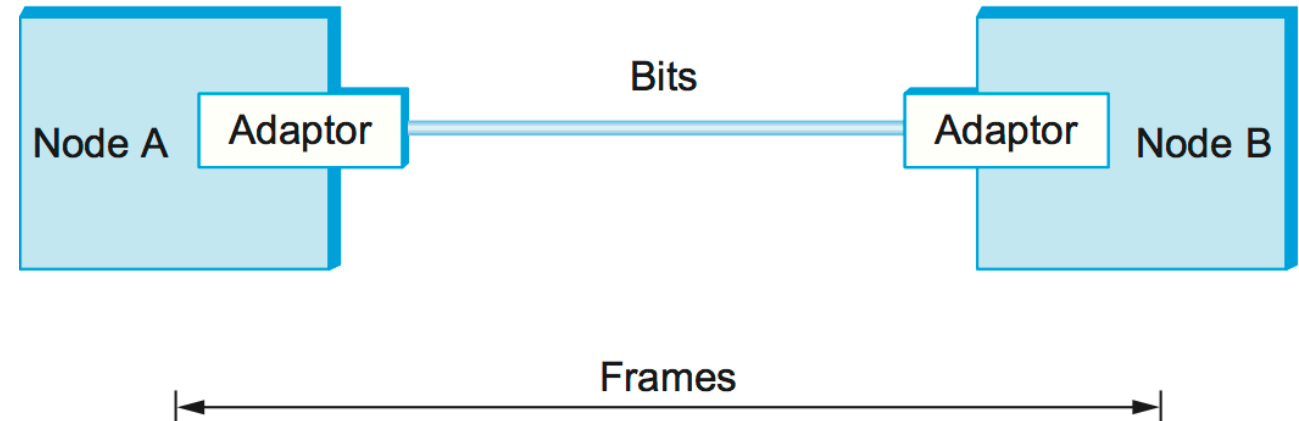 Bits
Node A
Adaptor
Adaptor
Node B
Frames